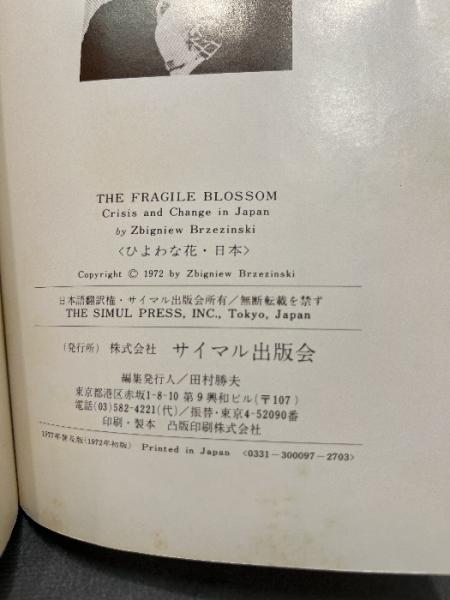 THE FRAGILE BLOSSOM
Crisis and Change in Japan
by Zbigniew Brzezinski
〈ひよわな花・日本〉
Copyright © 1972 by Zbigniew Brzezinski
日本語翻訳権・サイマル出版会所有／無断転載を禁ず
THE SIMUL PRESS, INC., Tokyo, Japan
(発行所) 株式会社 サイマル出版会
編集発行人／田村勝夫
東京都港区赤坂1-8-10 第9興和ビル(〒107)
電話(03)582-4221(代)／振替・東京4-52090番
印刷・製本 凸版印刷株式会社
1977年普及版(1972年初版) Printed in Japan <0331-300097-2703>